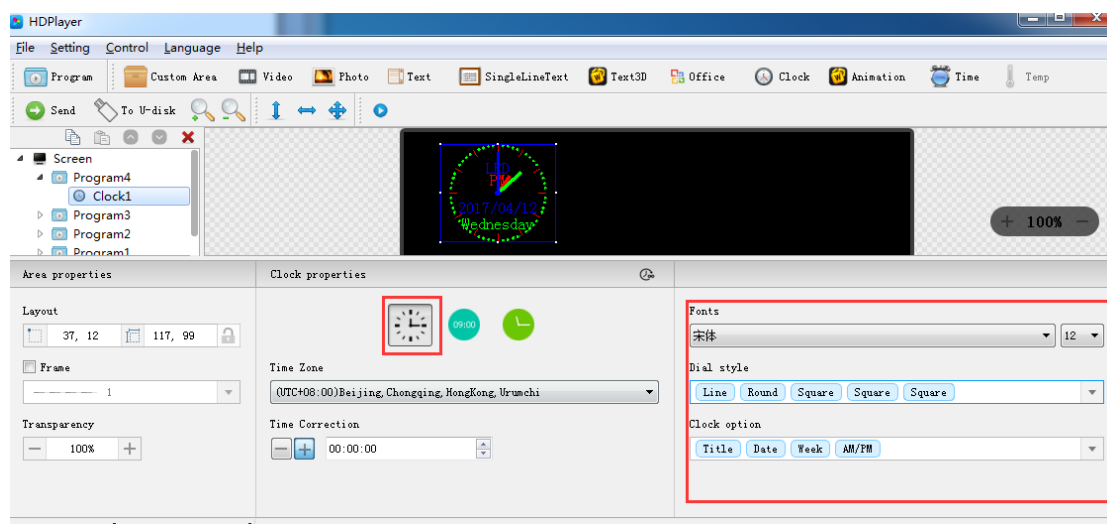 HDPlayer
File Setting Control Language Help
Program Custom Area Video Photo Text SingleLineText Text3D Office Clock Animation Time Temp
Send To U-disk
Screen
Program4
Clock1
Program3
Program2
Program1
LED
PM
2017/04/12
Wednesday
+ 100% −
Area properties
Clock properties
Layout
37, 12 117, 99
Frame
1
Transparency
− 100% +
09:00
Time Zone
(UTC+08:00)Beijing,Chongqing,HongKong,Urumchi
Time Correction
− + 00:00:00
Fonts
宋体 12
Dial style
Line Round Square Square Square
Clock option
Title Date Week AM/PM